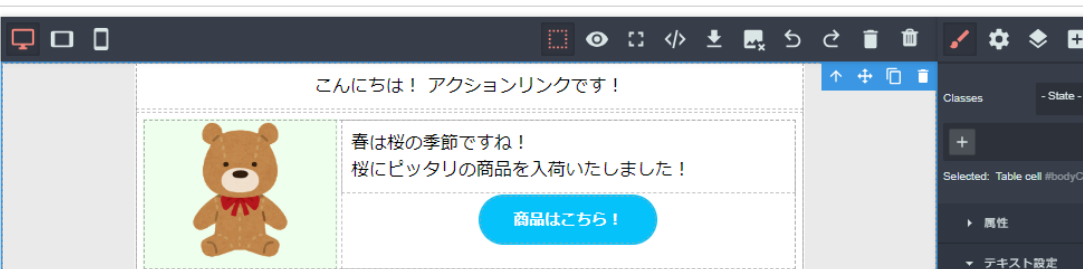 こんにちは！ アクションリンクです！
Classes
- State -
春は桜の季節ですね！
桜にピッタリの商品を入荷いたしました！
Selected: Table cell #bodyC
商品はこちら！
属性
テキスト設定